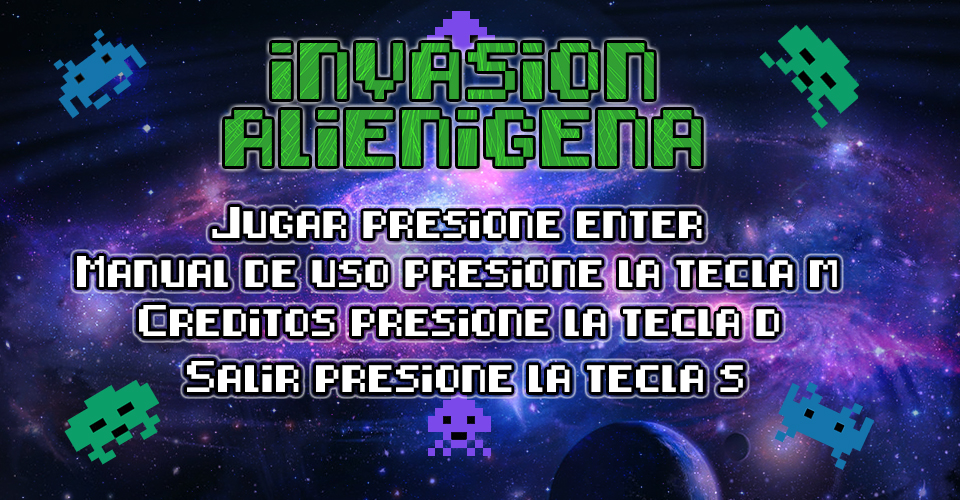 INVASION
ALIENIGENA
JUGAR PRESIONE ENTER
MANUAL DE USO PRESIONE LA TECLA M
CREDITOS PRESIONE LA TECLA D
SALIR PRESIONE LA TECLA S